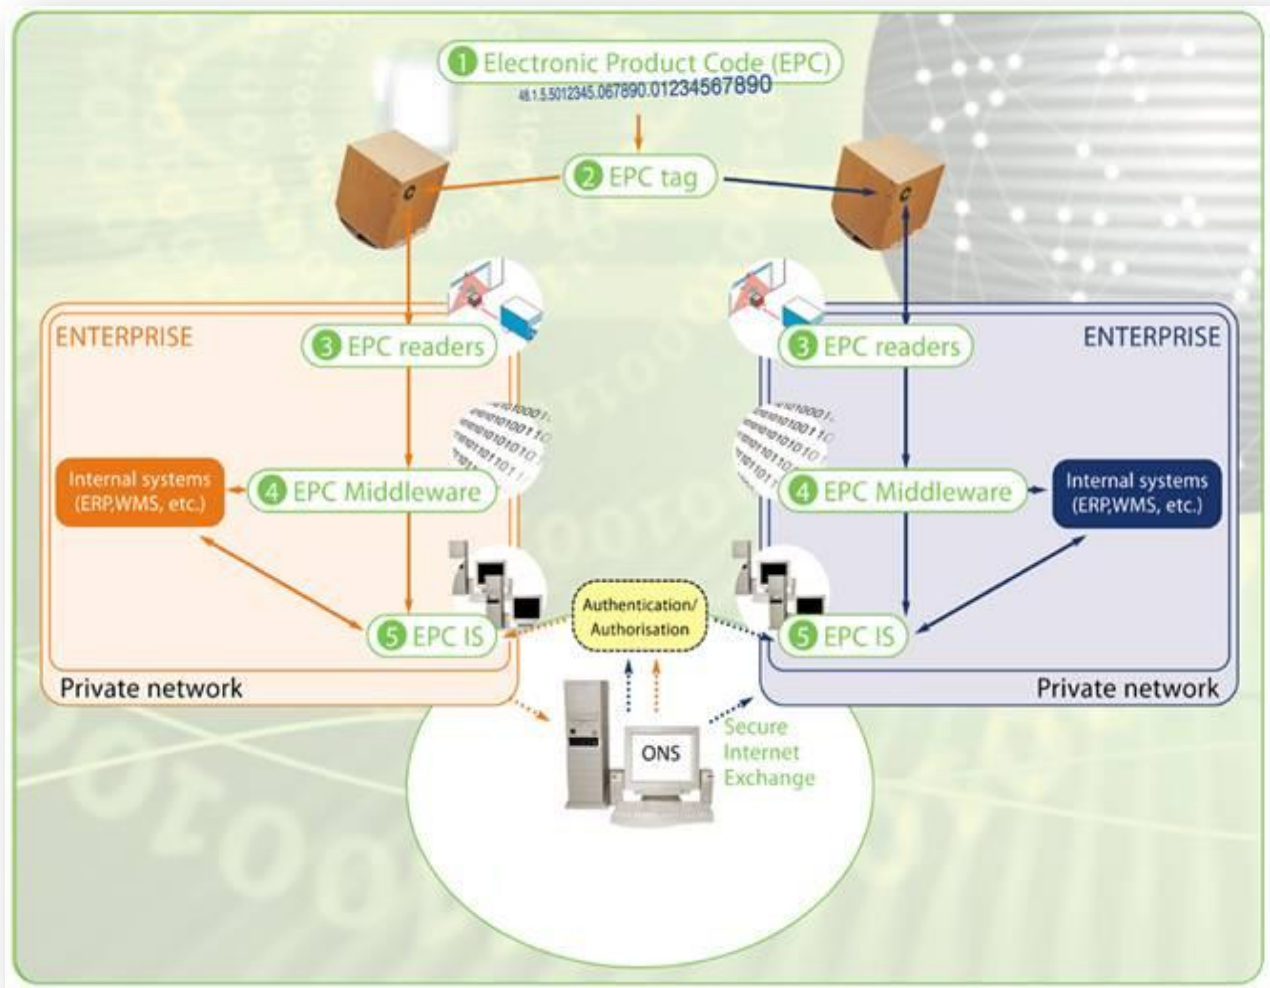 1 Electronic Product Code (EPC)
48.1.5.5012345.067890.01234567890
2 EPC tag
ENTERPRISE
3 EPC readers
4 EPC Middleware
Internal systems
(ERP,WMS, etc.)
5 EPC IS
Private network
ENTERPRISE
3 EPC readers
4 EPC Middleware
Internal systems
(ERP,WMS, etc.)
5 EPC IS
Private network
Authentication/
Authorisation
ONS
Secure
Internet
Exchange